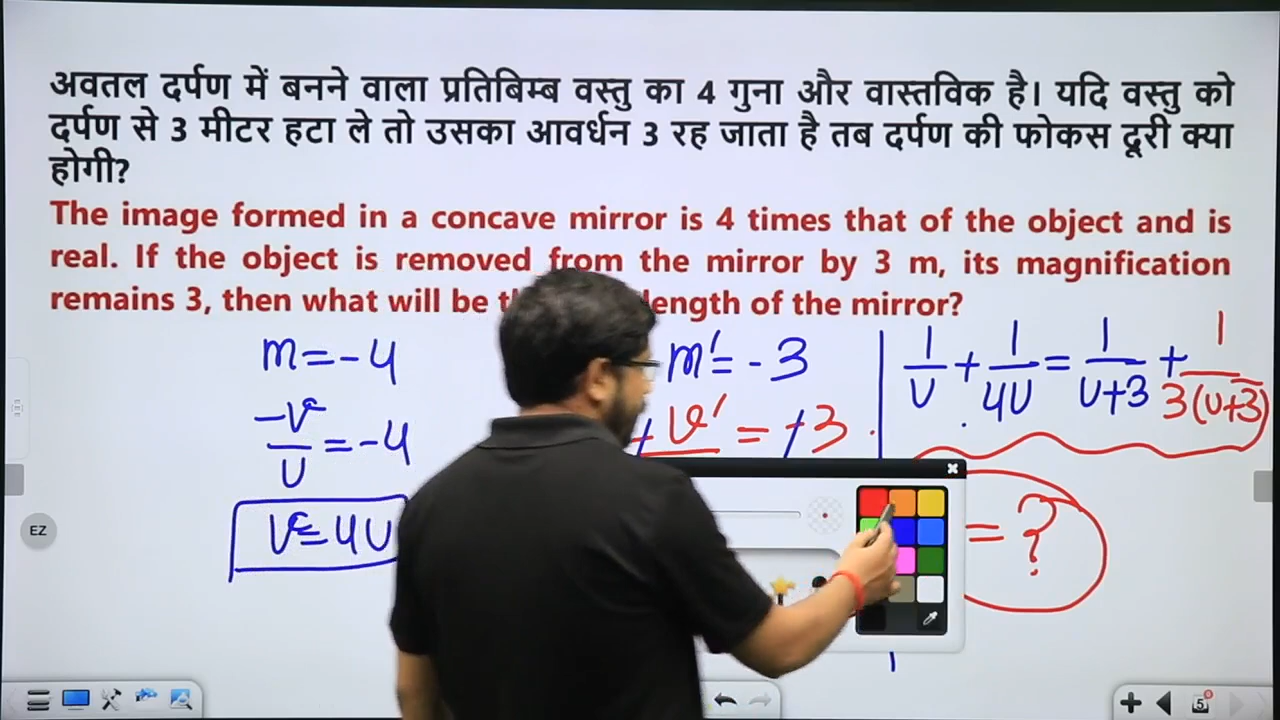 अवतल दर्पण में बनने वाला प्रतिबिम्ब वस्तु का 4 गुना और वास्तविक है। यदि वस्तु को
दर्पण से 3 मीटर हटा ले तो उसका आवर्धन 3 रह जाता है तब दर्पण की फोकस दूरी क्या
होगी?
The image formed in a concave mirror is 4 times that of the object and is
real. If the object is removed from the mirror by 3 m, its magnification
remains 3, then what will be length of the mirror?
m = -4
-v/u = -4
v = 4u
m' = -3
+ v' = +3
1/u + 1/4u = 1/u+3 + 1/3(u+3)
= ?
EZ
5